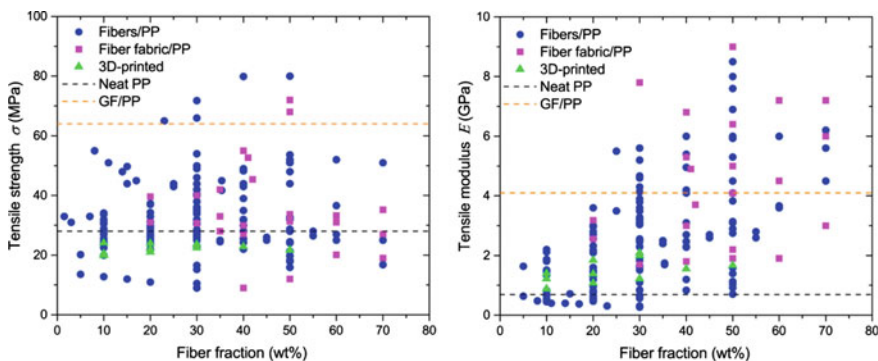 100
80
60
40
20
0
Tensile strength σ (MPa)
Fibers/PP
Fiber fabric/PP
3D-printed
Neat PP
GF/PP
0 10 20 30 40 50 60 70 80
Fiber fraction (wt%)
10
8
6
4
2
0
Tensile modulus E (GPa)
Fibers/PP
Fiber fabric/PP
3D-printed
Neat PP
GF/PP
0 10 20 30 40 50 60 70 80
Fiber fraction (wt%)